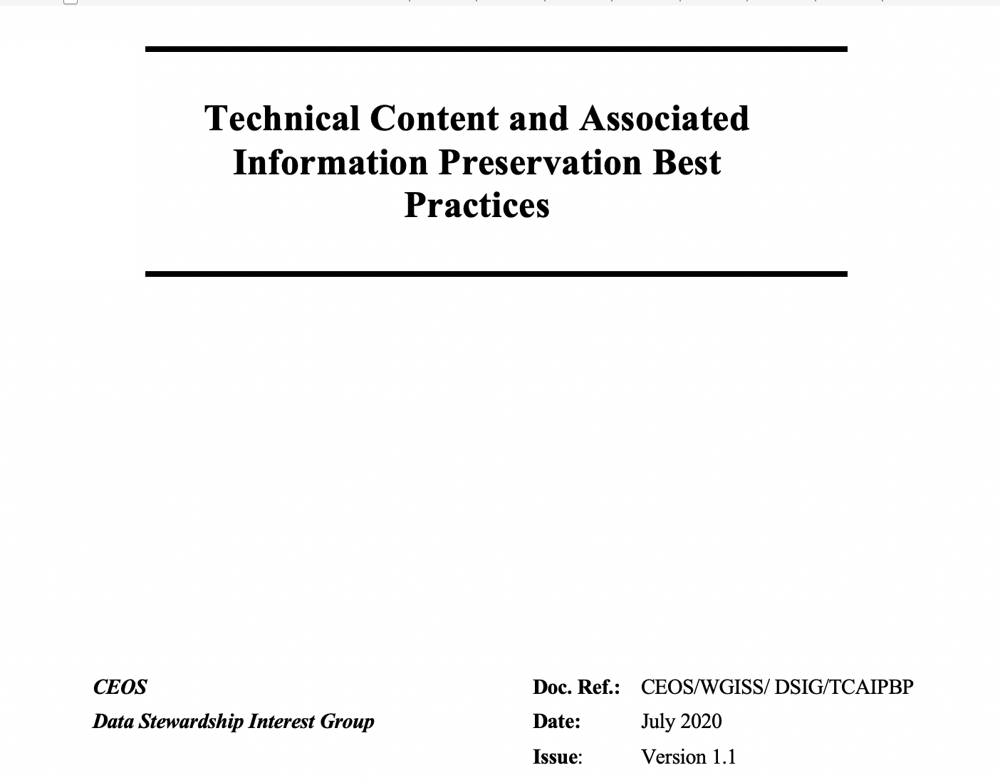 Technical Content and Associated
Information Preservation Best
Practices
CEOS
Data Stewardship Interest Group
Doc. Ref.: CEOS/WGISS/ DSIG/TCAIPBP
Date: July 2020
Issue: Version 1.1